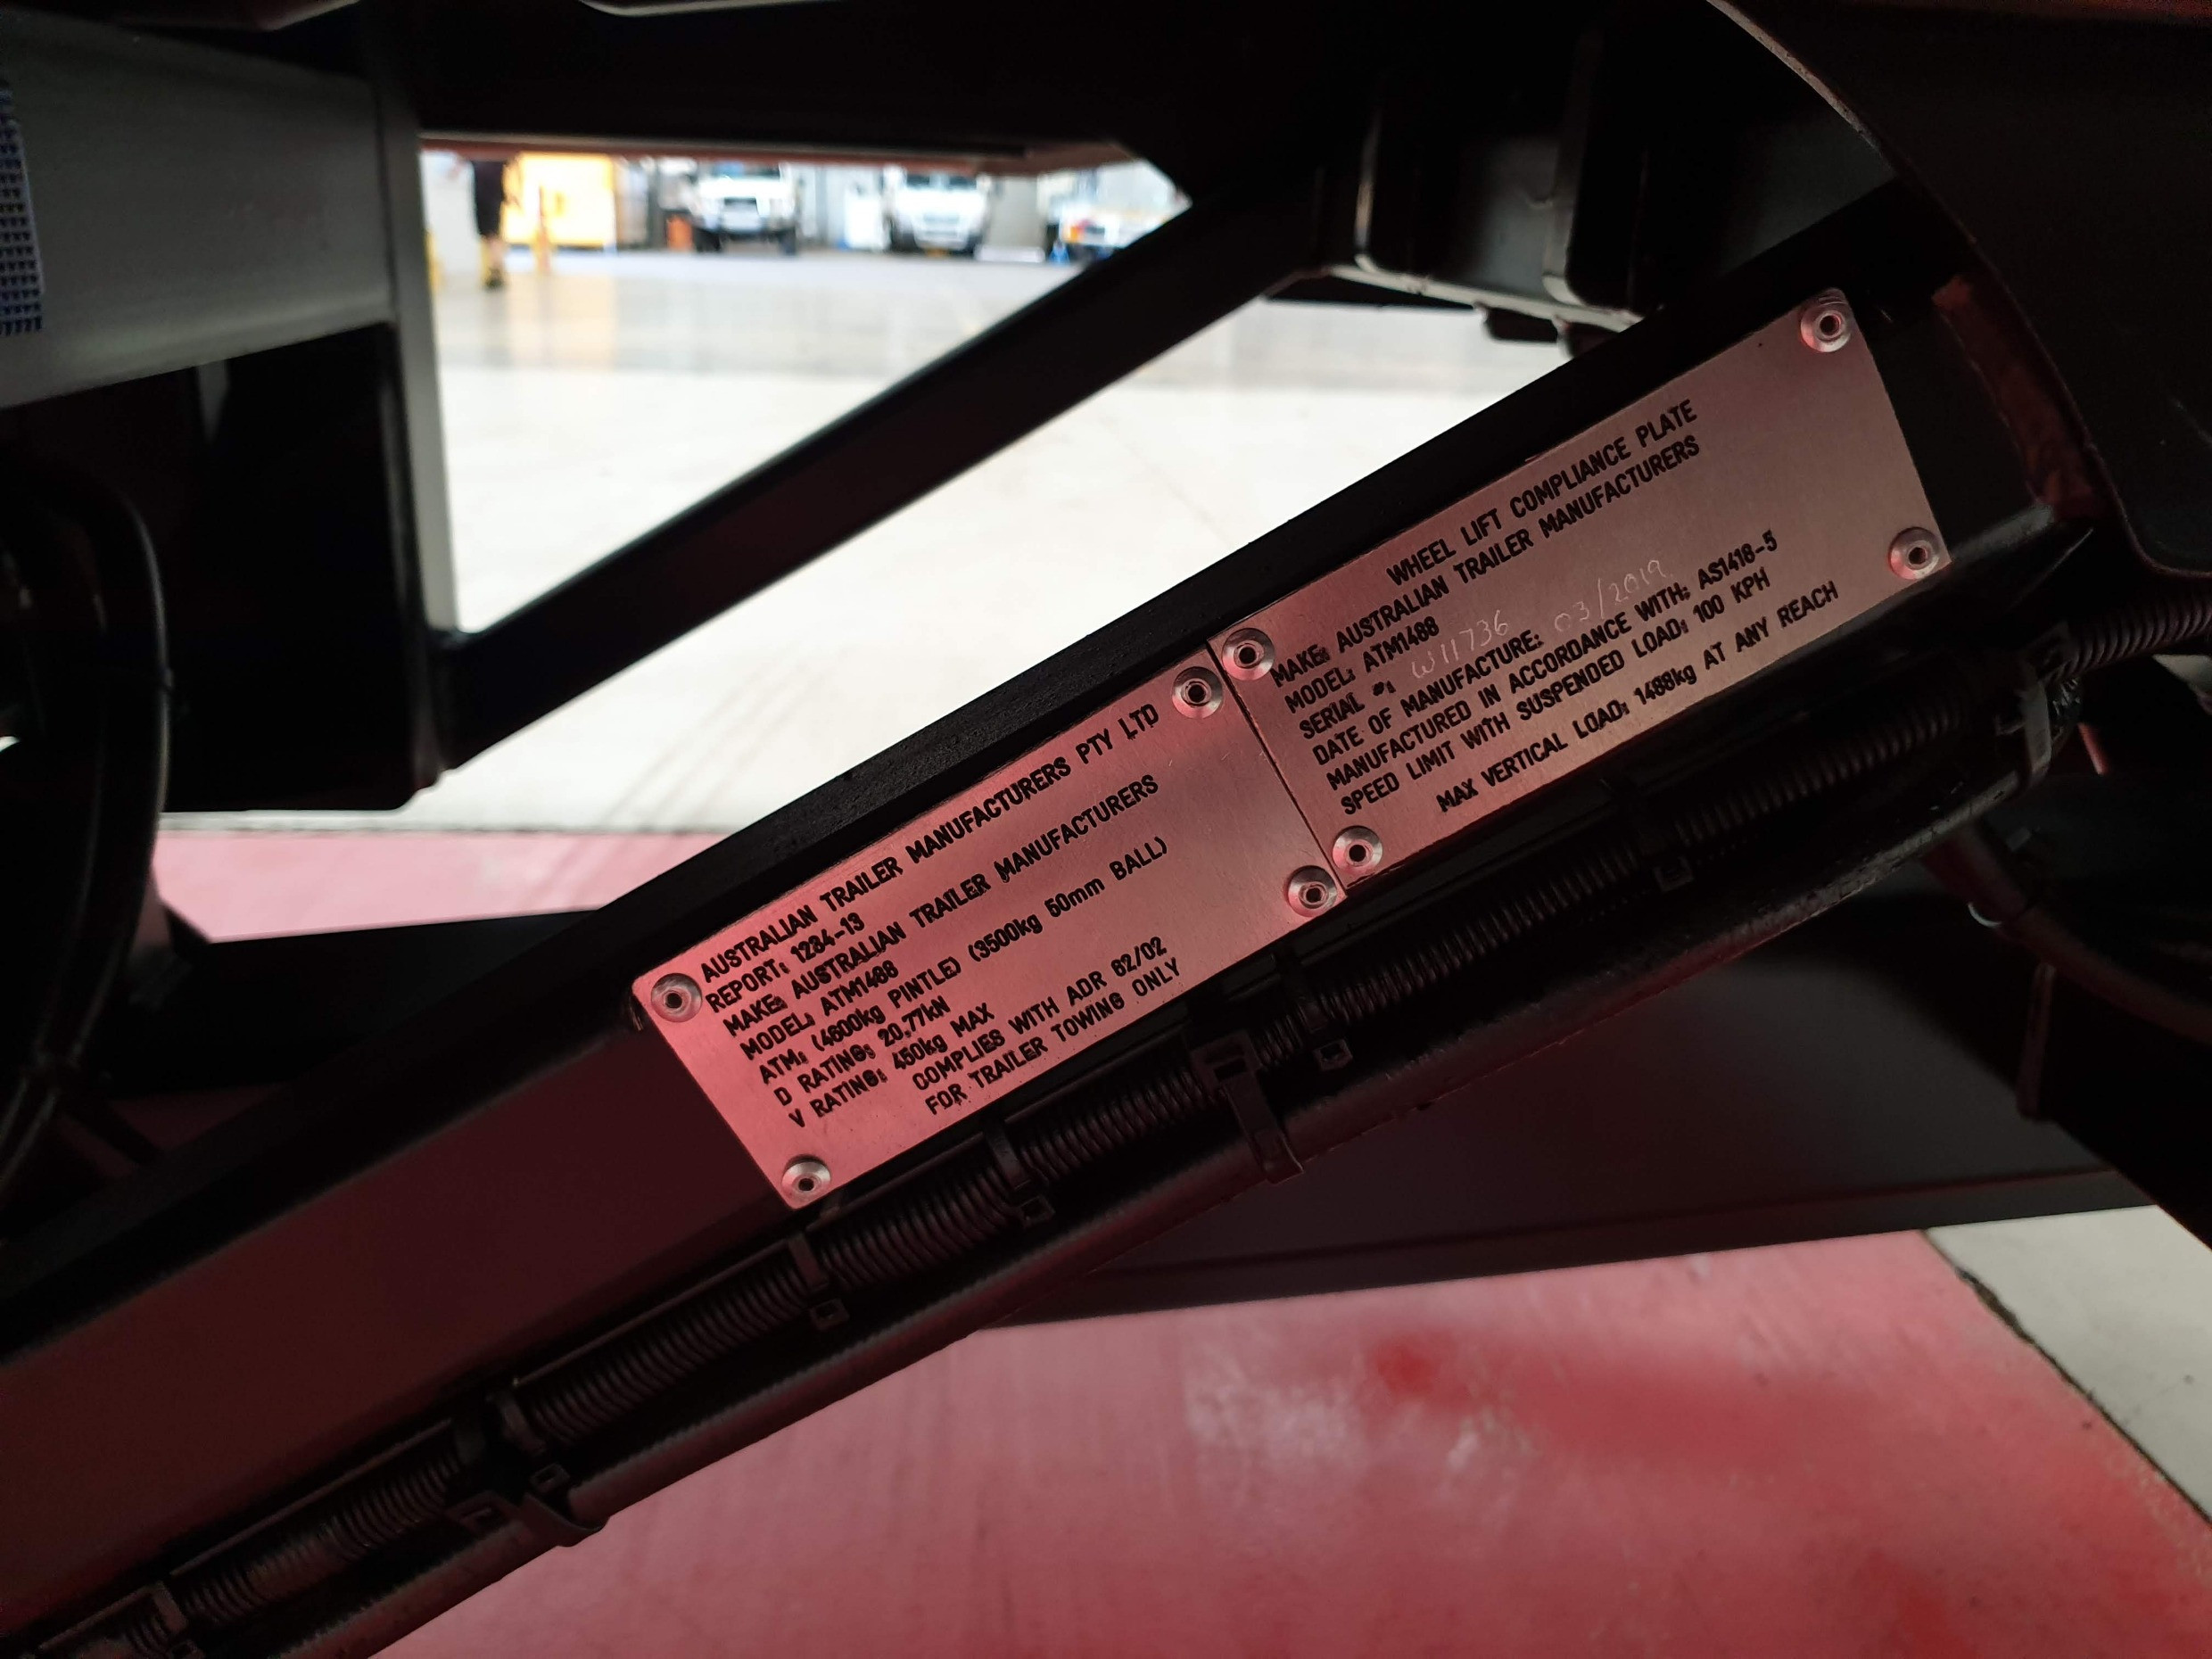 AUSTRALIAN TRAILER MANUFACTURERS PTY LTD
REPORT: 1234-13
MAKE: AUSTRALIAN TRAILER MANUFACTURERS
MODEL: ATM1488
ATM: (4600kg PINTLE) (3500kg 50mm BALL)
D RATING: 20.77kN
V RATING: 450kg MAX
COMPLIES WITH ADR 62/02
FOR TRAILER TOWING ONLY
WHEEL LIFT COMPLIANCE PLATE
MAKE: AUSTRALIAN TRAILER MANUFACTURERS
MODEL: ATM1488
SERIAL #: W11736
DATE OF MANUFACTURE: 03/2019
MANUFACTURED IN ACCORDANCE WITH: AS1418-5
SPEED LIMIT WITH SUSPENDED LOAD: 100 KPH
MAX VERTICAL LOAD: 1488kg AT ANY REACH